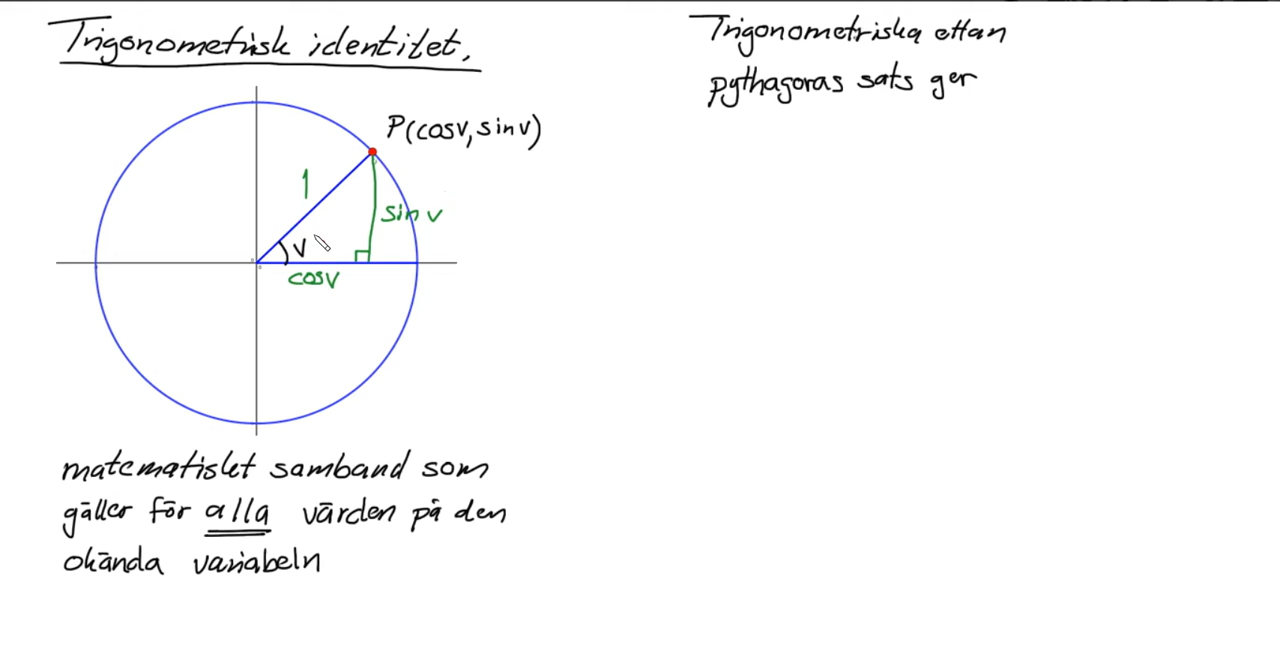 Trigonometrisk identitet.
P(cosv, sinv)
1
sin v
v
cosv
matematiskt samband som
gäller för alla värden på den
okända variabeln
Trigonometriska ettan
pythagoras sats ger